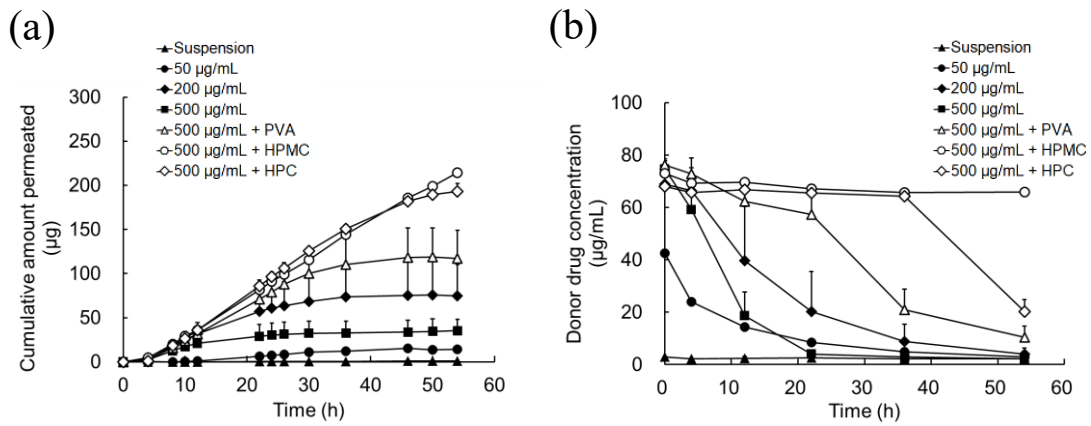 (a)
Suspension
50 µg/mL
200 µg/mL
500 µg/mL
500 µg/mL + PVA
500 µg/mL + HPMC
500 µg/mL + HPC
300
250
200
150
100
50
0
Cumulative amount permeated
(µg)
0 10 20 30 40 50 60
Time (h)
(b)
Suspension
50 µg/mL
200 µg/mL
500 µg/mL
500 µg/mL + PVA
500 µg/mL + HPMC
500 µg/mL + HPC
100
80
60
40
20
0
Donor drug concentration
(µg/mL)
0 10 20 30 40 50 60
Time (h)